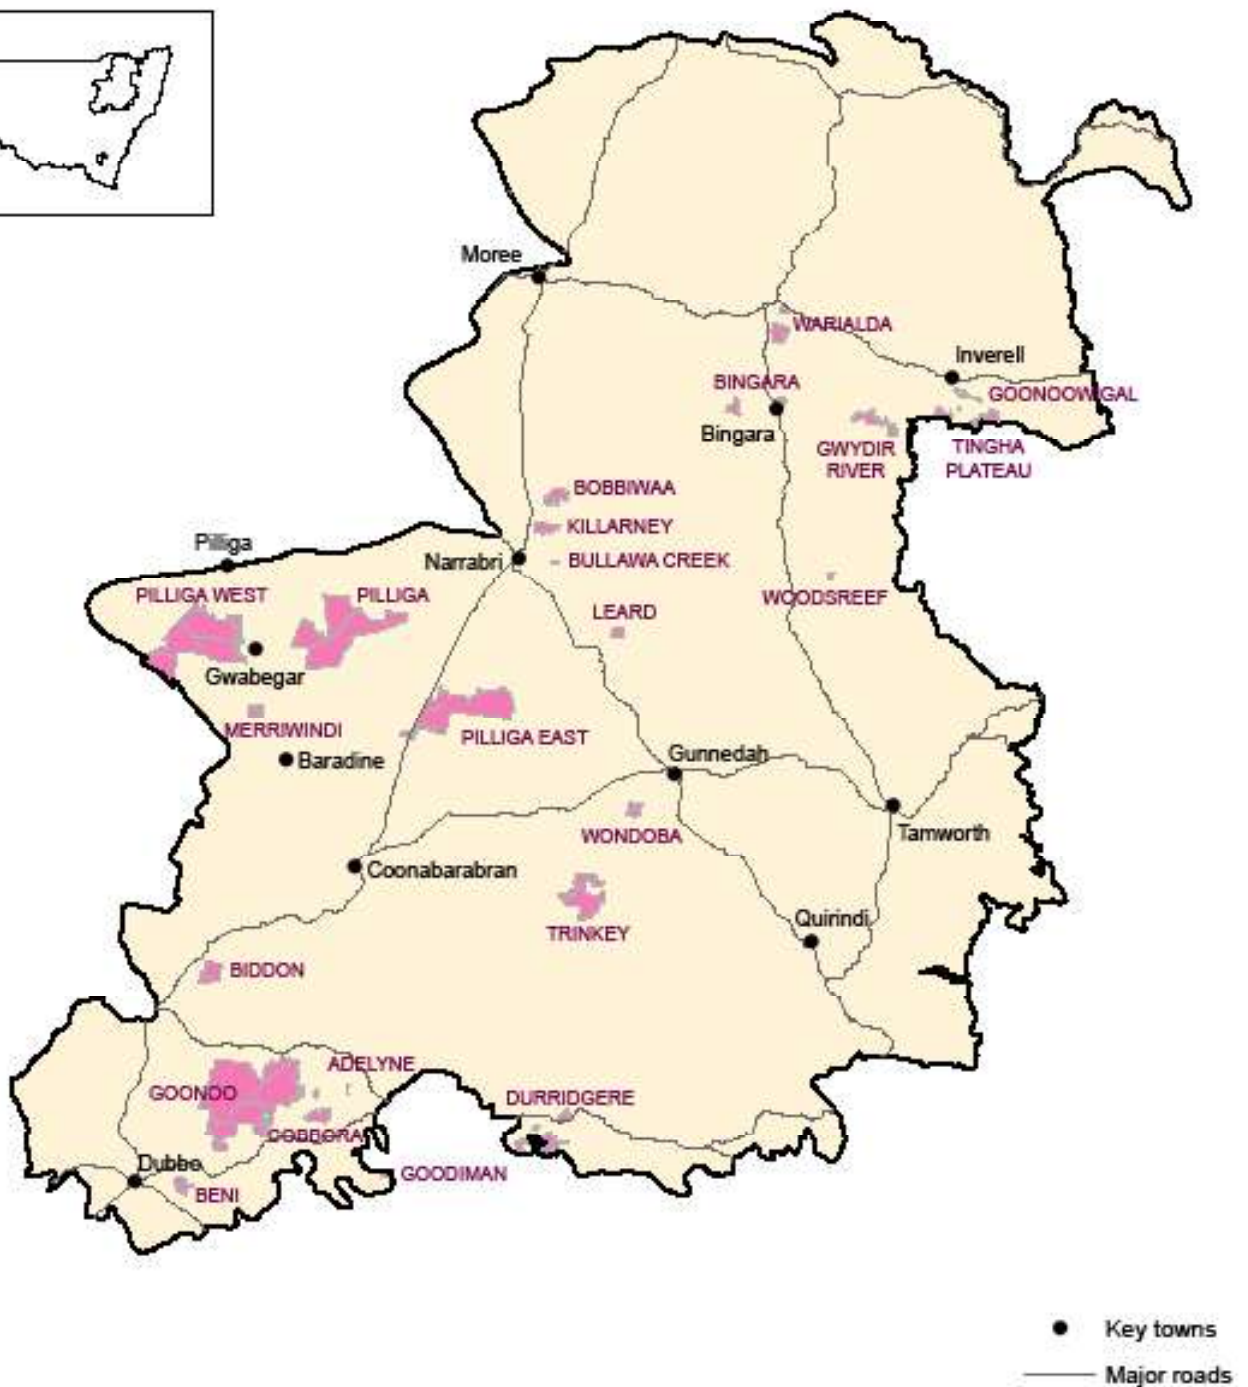 Moree
WARIALDA
Inverell
BINGARA
GOONOOWIGAL
Bingara
GWYDIR
RIVER
TINGHA
PLATEAU
BOBBIWAA
KILLARNEY
Pilliga
Narrabri
BULLAWA CREEK
PILLIGA WEST
PILLIGA
WOODSREEF
LEARD
Gwabegar
MERRIWINDI
PILLIGA EAST
Baradine
Gunnedah
WONDOBA
Tamworth
Coonabarabran
Quirindi
TRINKEY
BIDDON
ADELYNE
GOONOO
DURRIDGERE
COBBORA
Dubbo
GOODIMAN
BENI
Key towns
Major roads